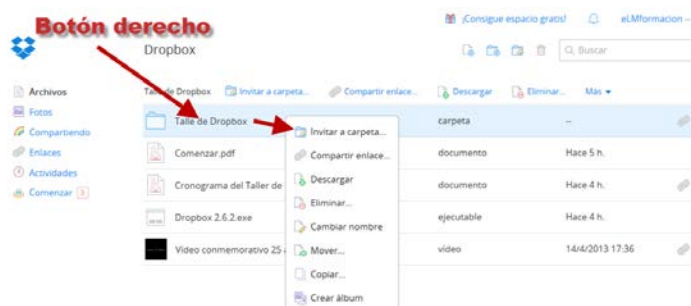 ¡Consigue espacio gratis!
eLMformacion
Botón derecho
Dropbox
Buscar
Archivos
Fotos
Compartiendo
Enlaces
Actividades
Comenzar
Dropbox
Invitar a carpeta...
Compartir enlace...
Descargar
Eliminar...
Más
Talle de Dropbox carpeta --
Comenzar.pdf documento Hace 5 h.
Cronograma del Taller de documento Hace 4 h.
Dropbox 2.6.2.exe ejecutable Hace 4 h.
Video conmemorativo 25 video 14/4/2013 17:36
Invitar a carpeta...
Compartir enlace...
Descargar
Eliminar...
Cambiar nombre
Mover...
Copiar...
Crear álbum